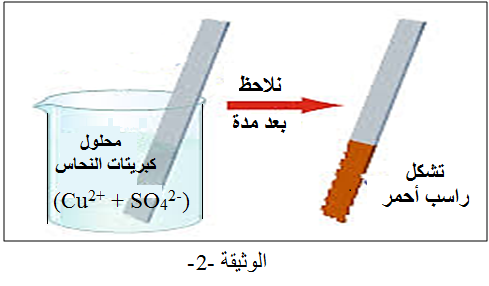 محلول
كبريتات النحاس
(Cu²⁺ + SO₄²⁻)
نلاحظ
بعد مدة
تشكل
راسب أحمر
الوثيقة -2-